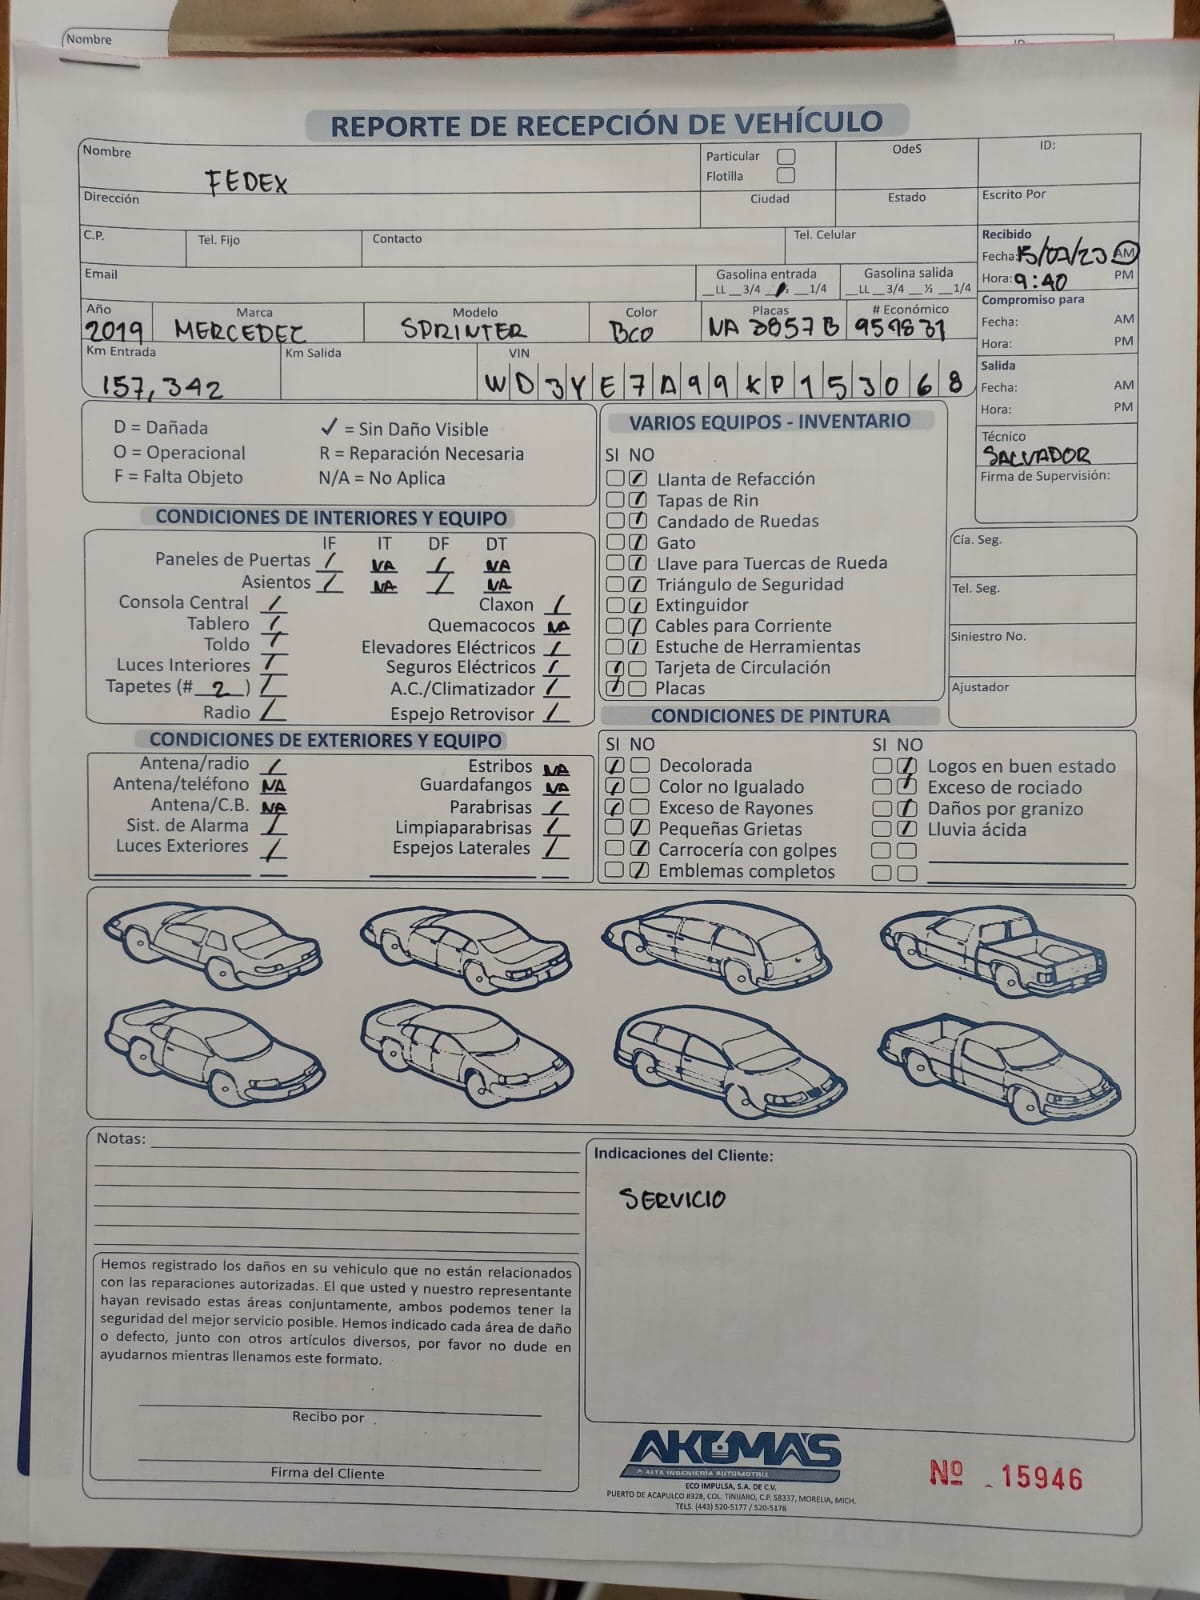 Nombre
REPORTE DE RECEPCIÓN DE VEHÍCULO
Nombre FEDEX Particular Flotilla OdeS ID:
Dirección Ciudad Estado Escrito Por
C.P. Tel. Fijo Contacto Tel. Celular
Recibido
Fecha: AM
Hora: 9:40 PM
Email Gasolina entrada __LL __3/4 __½ __1/4 Gasolina salida __LL __3/4 __½ __1/4
Año 2019 Marca MERCEDEC Modelo SPRINTER Color BCO Placas NA 3857 B # Económico
Compromiso para
Fecha: AM
Hora: PM
Km Entrada 157,342 Km Salida VIN WD3YE7A99KP153068
Salida
Fecha: AM
Hora: PM
Técnico
SALVADOR
Firma de Supervisión:
D = Dañada ✓ = Sin Daño Visible
O = Operacional R = Reparación Necesaria
F = Falta Objeto N/A = No Aplica
VARIOS EQUIPOS - INVENTARIO
SI NO
Llanta de Refacción
Tapas de Rin
Candado de Ruedas
Gato
Llave para Tuercas de Rueda
Triángulo de Seguridad
Extinguidor
Cables para Corriente
Estuche de Herramientas
Tarjeta de Circulación
Placas
Cía. Seg.
Tel. Seg.
Siniestro No.
Ajustador
CONDICIONES DE INTERIORES Y EQUIPO
IF IT DF DT
Paneles de Puertas / NA / NA
Asientos / NA / NA
Consola Central / Claxon /
Tablero / Quemacocos NA
Toldo / Elevadores Eléctricos /
Luces Interiores / Seguros Eléctricos /
Tapetes (# 2 ) / A.C./Climatizador /
Radio / Espejo Retrovisor /
CONDICIONES DE EXTERIORES Y EQUIPO
Antena/radio / Estribos NA
Antena/teléfono NA Guardafangos NA
Antena/C.B. NA Parabrisas /
Sist. de Alarma / Limpiaparabrisas /
Luces Exteriores / Espejos Laterales /
CONDICIONES DE PINTURA
SI NO SI NO
Decolorada Logos en buen estado
Color no Igualado Exceso de rociado
Exceso de Rayones Daños por granizo
Pequeñas Grietas Lluvia ácida
Carrocería con golpes
Emblemas completos
Notas:
Indicaciones del Cliente:
SERVICIO
Hemos registrado los daños en su vehiculo que no están relacionados
con las reparaciones autorizadas. El que usted y nuestro representante
hayan revisado estas áreas conjuntamente, ambos podemos tener la
seguridad del mejor servicio posible. Hemos indicado cada área de daño
o defecto, junto con otros artículos diversos, por favor no dude en
ayudarnos mientras llenamos este formato.
Recibo por
Firma del Cliente
AKUMAS
ALTA INGENIERÍA AUTOMOTRIZ
ECO IMPULSA, S.A. DE C.V.
PUERTO DE ACAPULCO #328, COL. TINIJARO, C.P. 58337, MORELIA, MICH.
TELS. (443) 520-5177 / 520-5178
Nº 15946